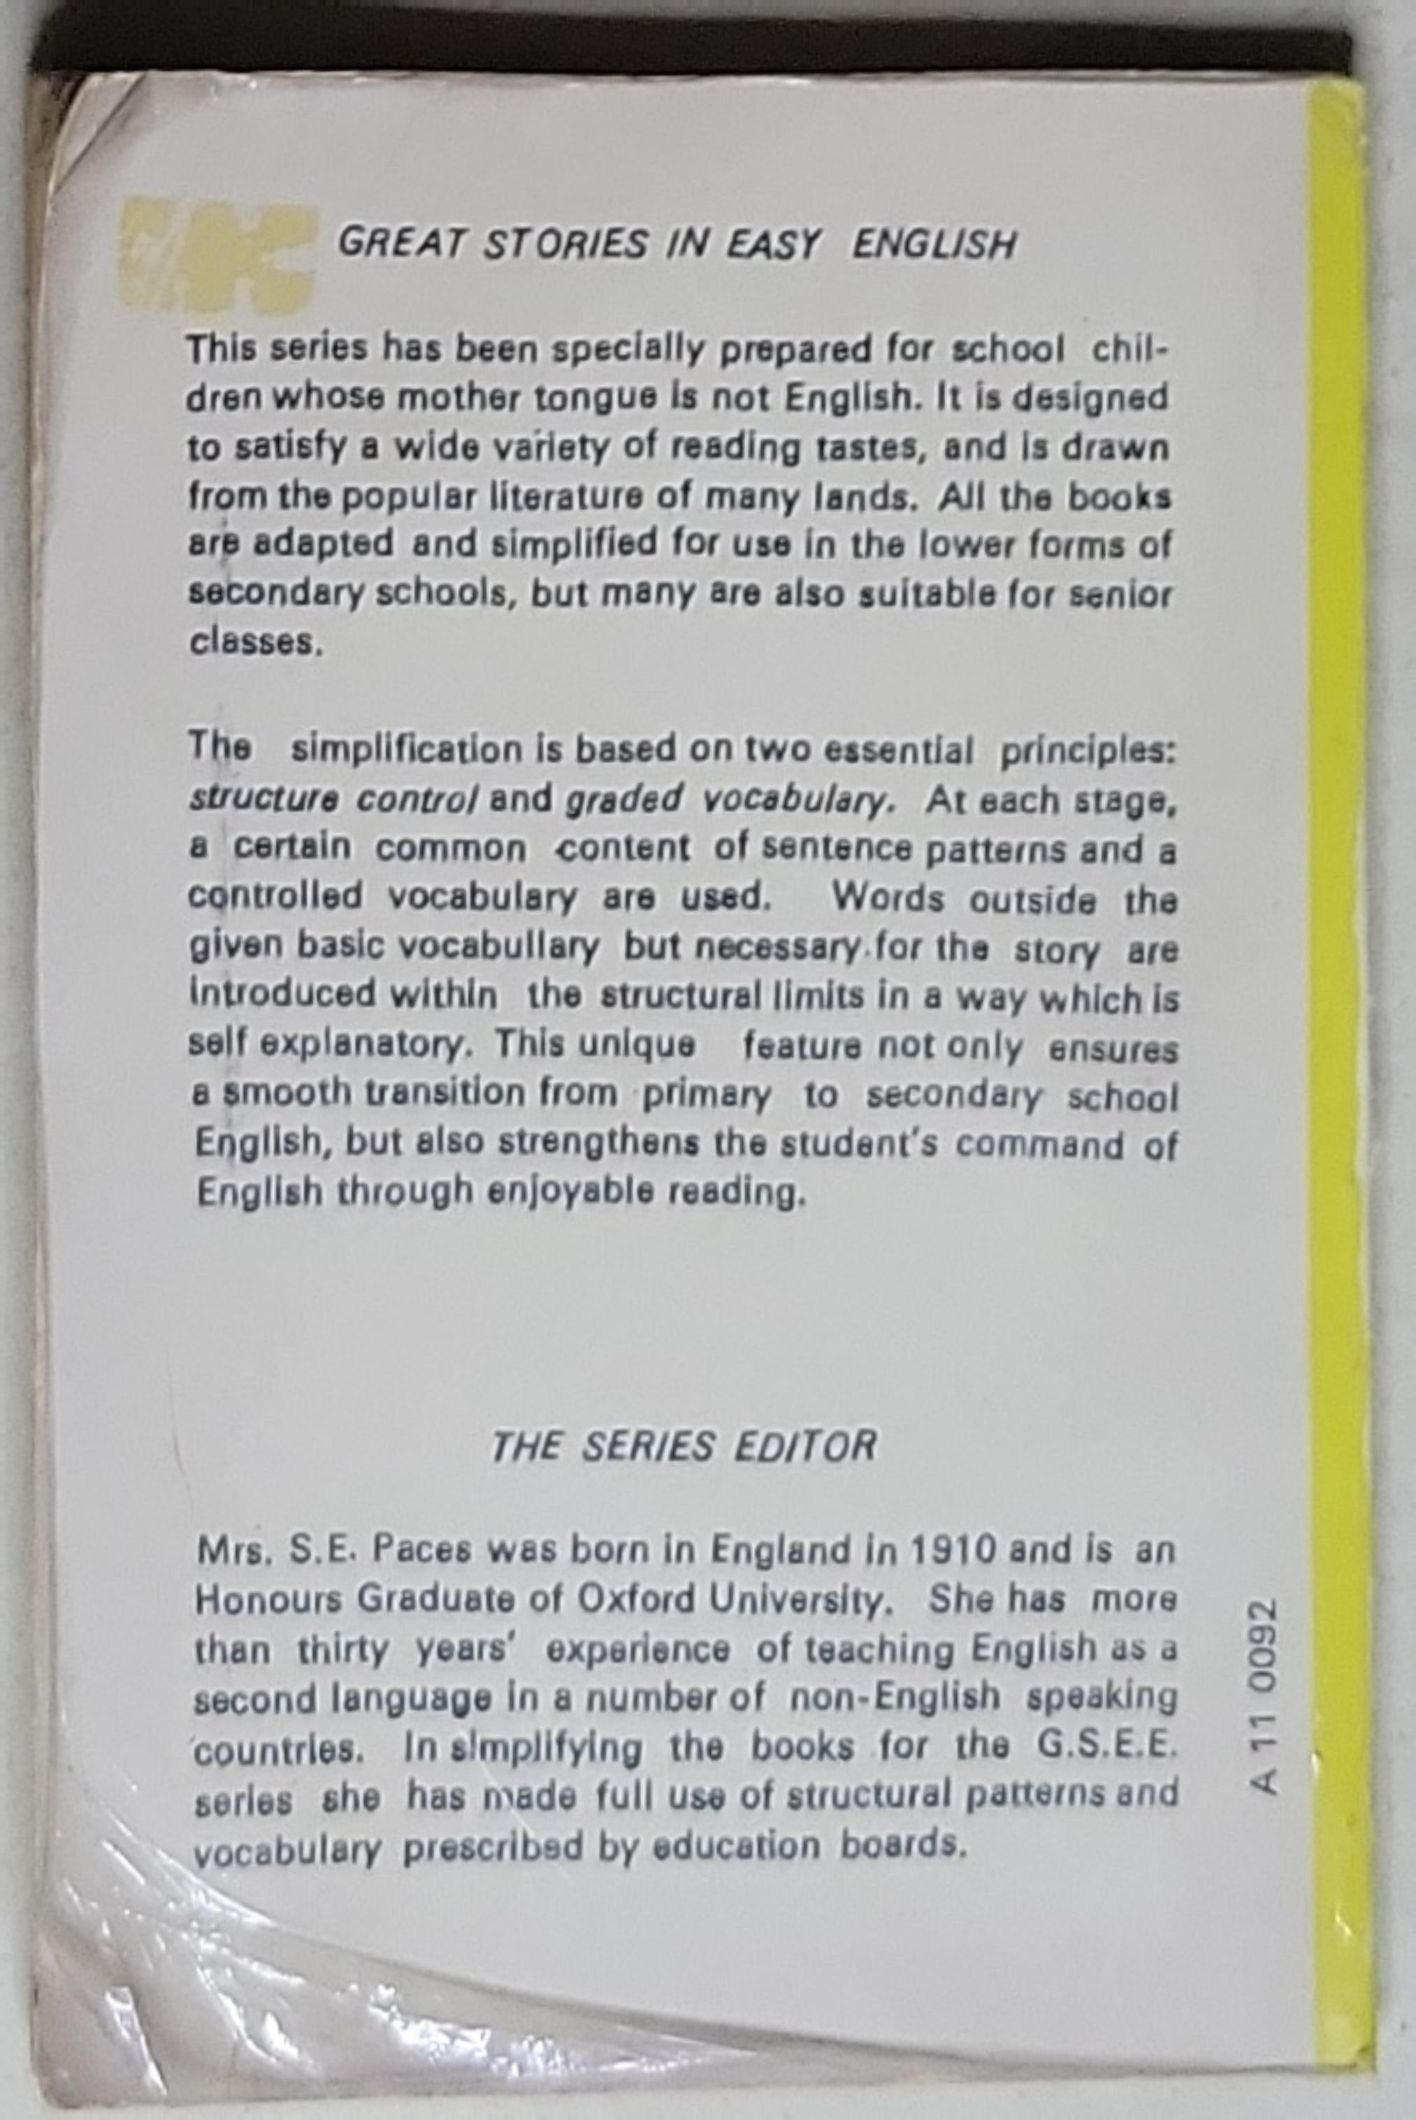 GREAT STORIES IN EASY ENGLISH
This series has been specially prepared for school chil-
dren whose mother tongue is not English. It is designed
to satisfy a wide variety of reading tastes, and is drawn
from the popular literature of many lands. All the books
are adapted and simplified for use in the lower forms of
secondary schools, but many are also suitable for senior
classes.
The simplification is based on two essential principles:
structure control and graded vocabulary. At each stage,
a certain common content of sentence patterns and a
controlled vocabulary are used. Words outside the
given basic vocabullary but necessary for the story are
introduced within the structural limits in a way which is
self explanatory. This unique feature not only ensures
a smooth transition from primary to secondary school
English, but also strengthens the student's command of
English through enjoyable reading.
THE SERIES EDITOR
Mrs. S.E. Paces was born in England in 1910 and is an
Honours Graduate of Oxford University. She has more
than thirty years' experience of teaching English as a
second language in a number of non-English speaking
countries. In simplifying the books for the G.S.E.E.
series she has made full use of structural patterns and
vocabulary prescribed by education boards.
A 11 0092